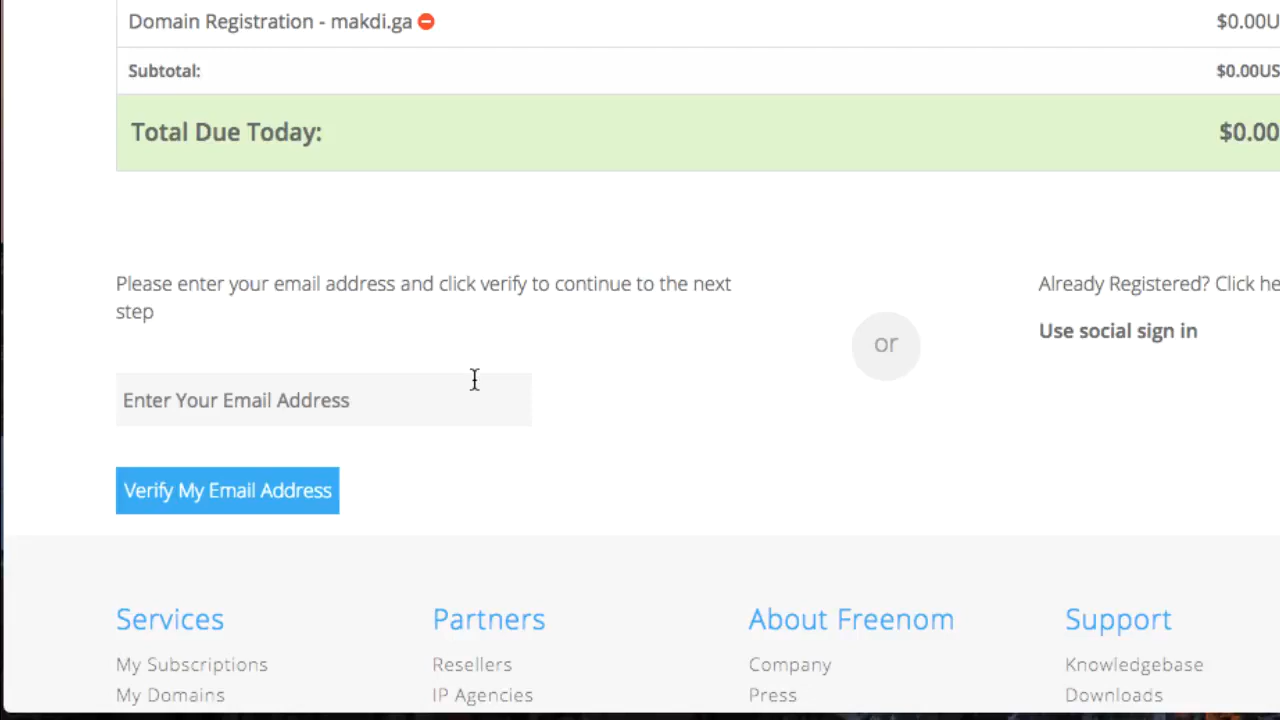 Domain Registration - makdi.ga $0.00U
Subtotal: $0.00US
Total Due Today: $0.00
Please enter your email address and click verify to continue to the next
step
or
Already Registered? Click he
Use social sign in
Enter Your Email Address
Verify My Email Address
Services Partners About Freenom Support
My Subscriptions Resellers Company Knowledgebase
My Domains IP Agencies Press Downloads